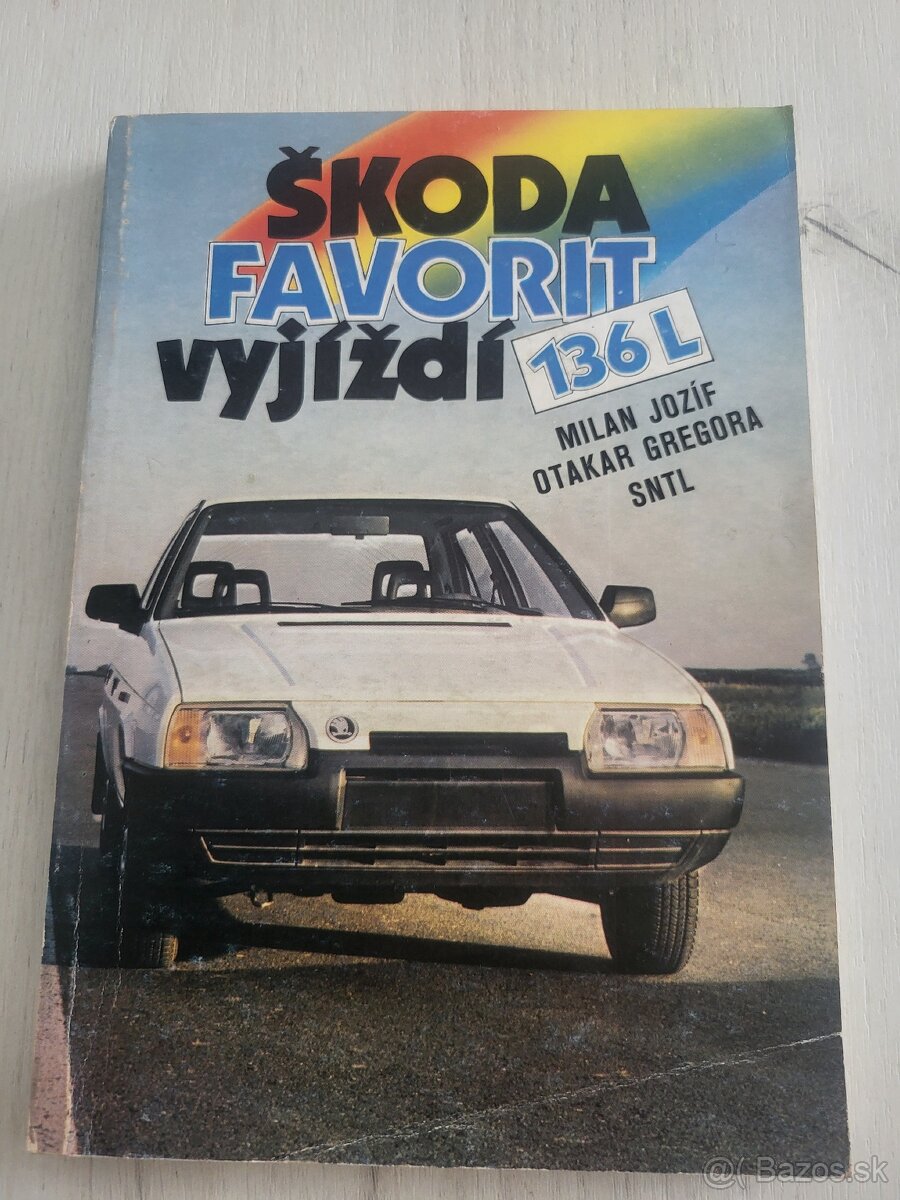 ŠKODA
FAVORIT
vyjíždí 136 L
MILAN JOZÍF
OTAKAR GREGORA
SNTL
@( Bazos.sk